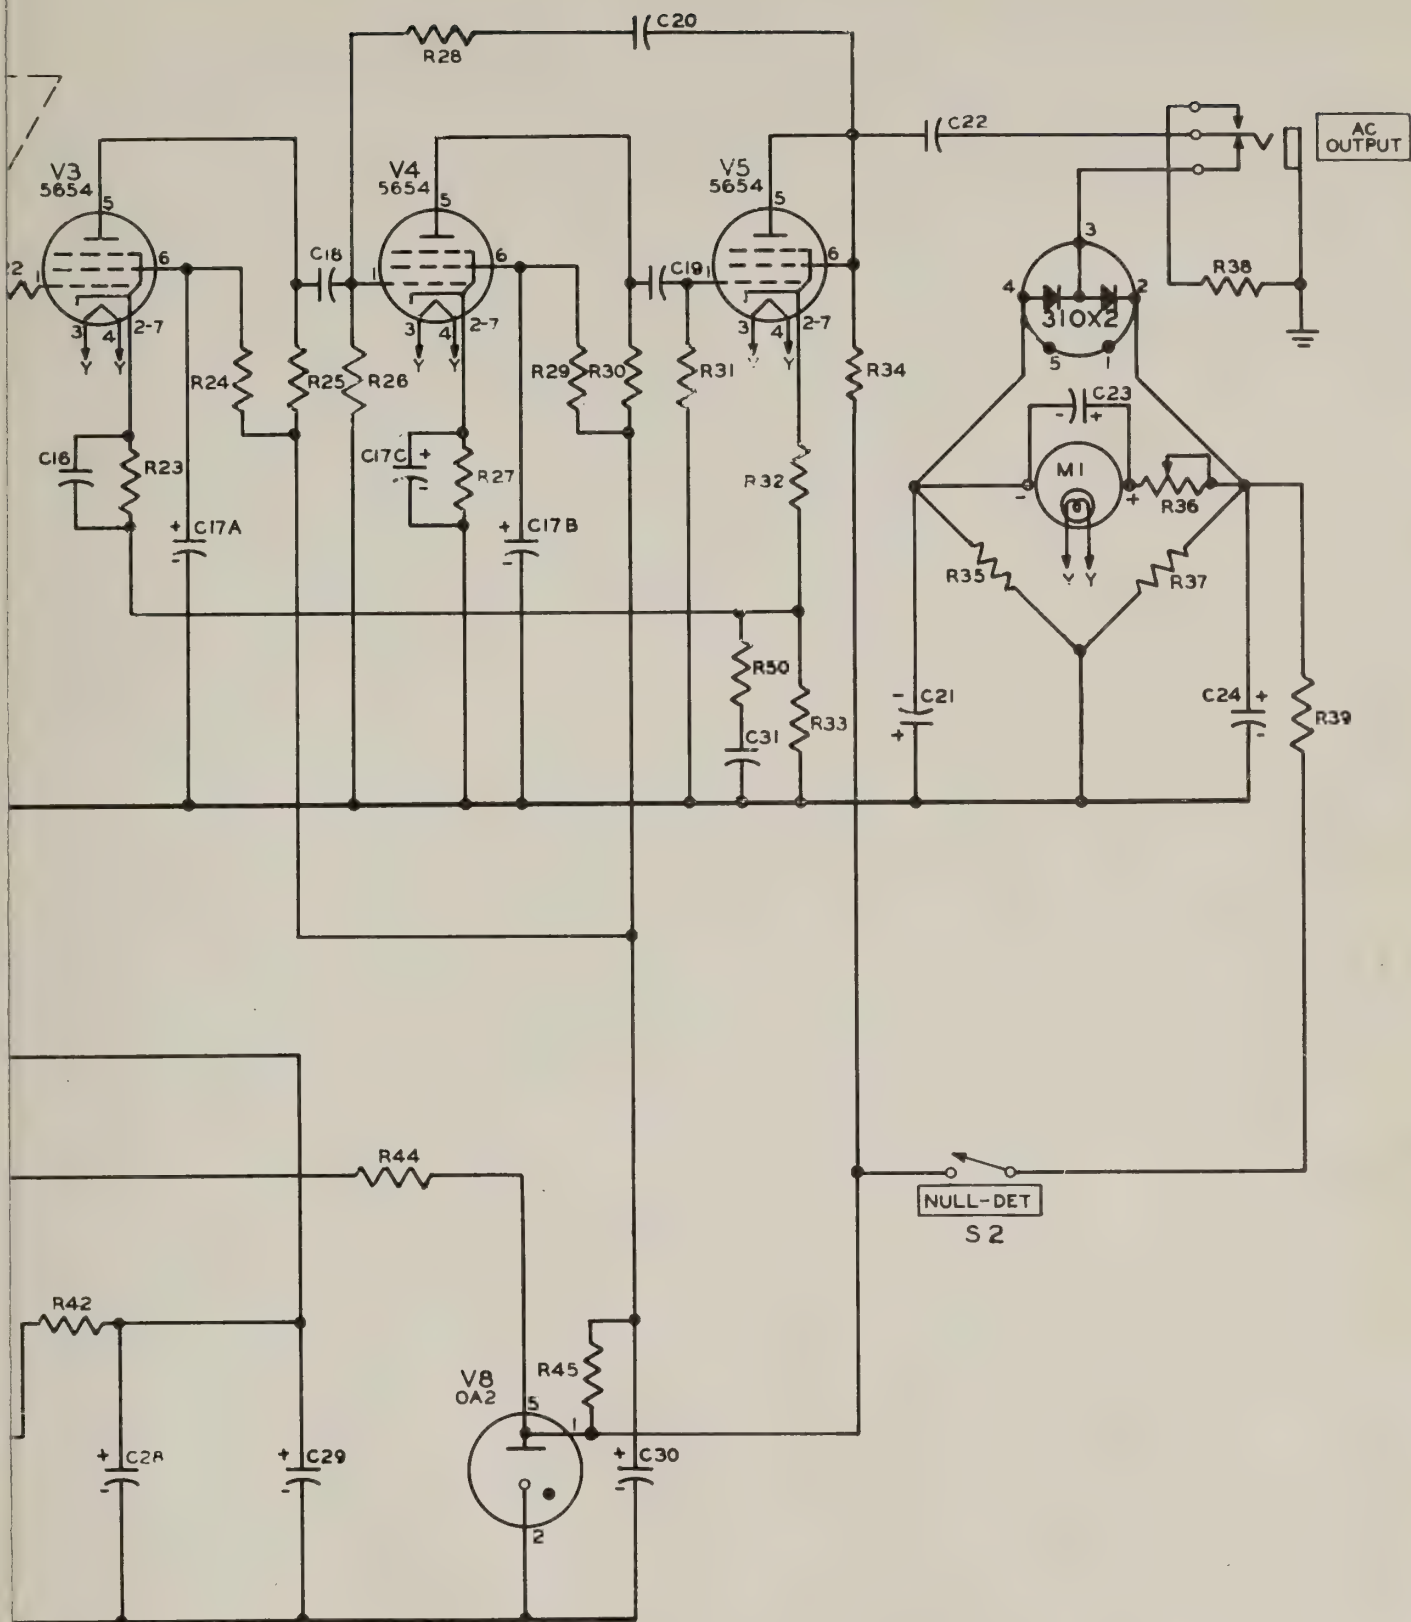 C20
R28
C22
AC
OUTPUT
V3
5654
5
V4
5654
5
V5
5654
5
3
C18
6
6
C19
6
22
1
1
1
R38
4
2
310X2
5
1
3
4
2-7
3
4
2-7
3
4
2-7
Y
Y
Y
Y
Y
Y
R24
R25
R26
R29
R30
R31
R34
C23
-
+
C16
R23
C17C
+
-
R27
R32
M1
-
+
R36
+
C17A
-
+
C17B
-
R35
Y
Y
R37
R50
-
C21
+
C24
+
-
R39
C31
R33
R44
NULL-DET
S2
R42
V8
OA2
R45
5
1
+
C28
-
+
C29
-
+
C30
-
2